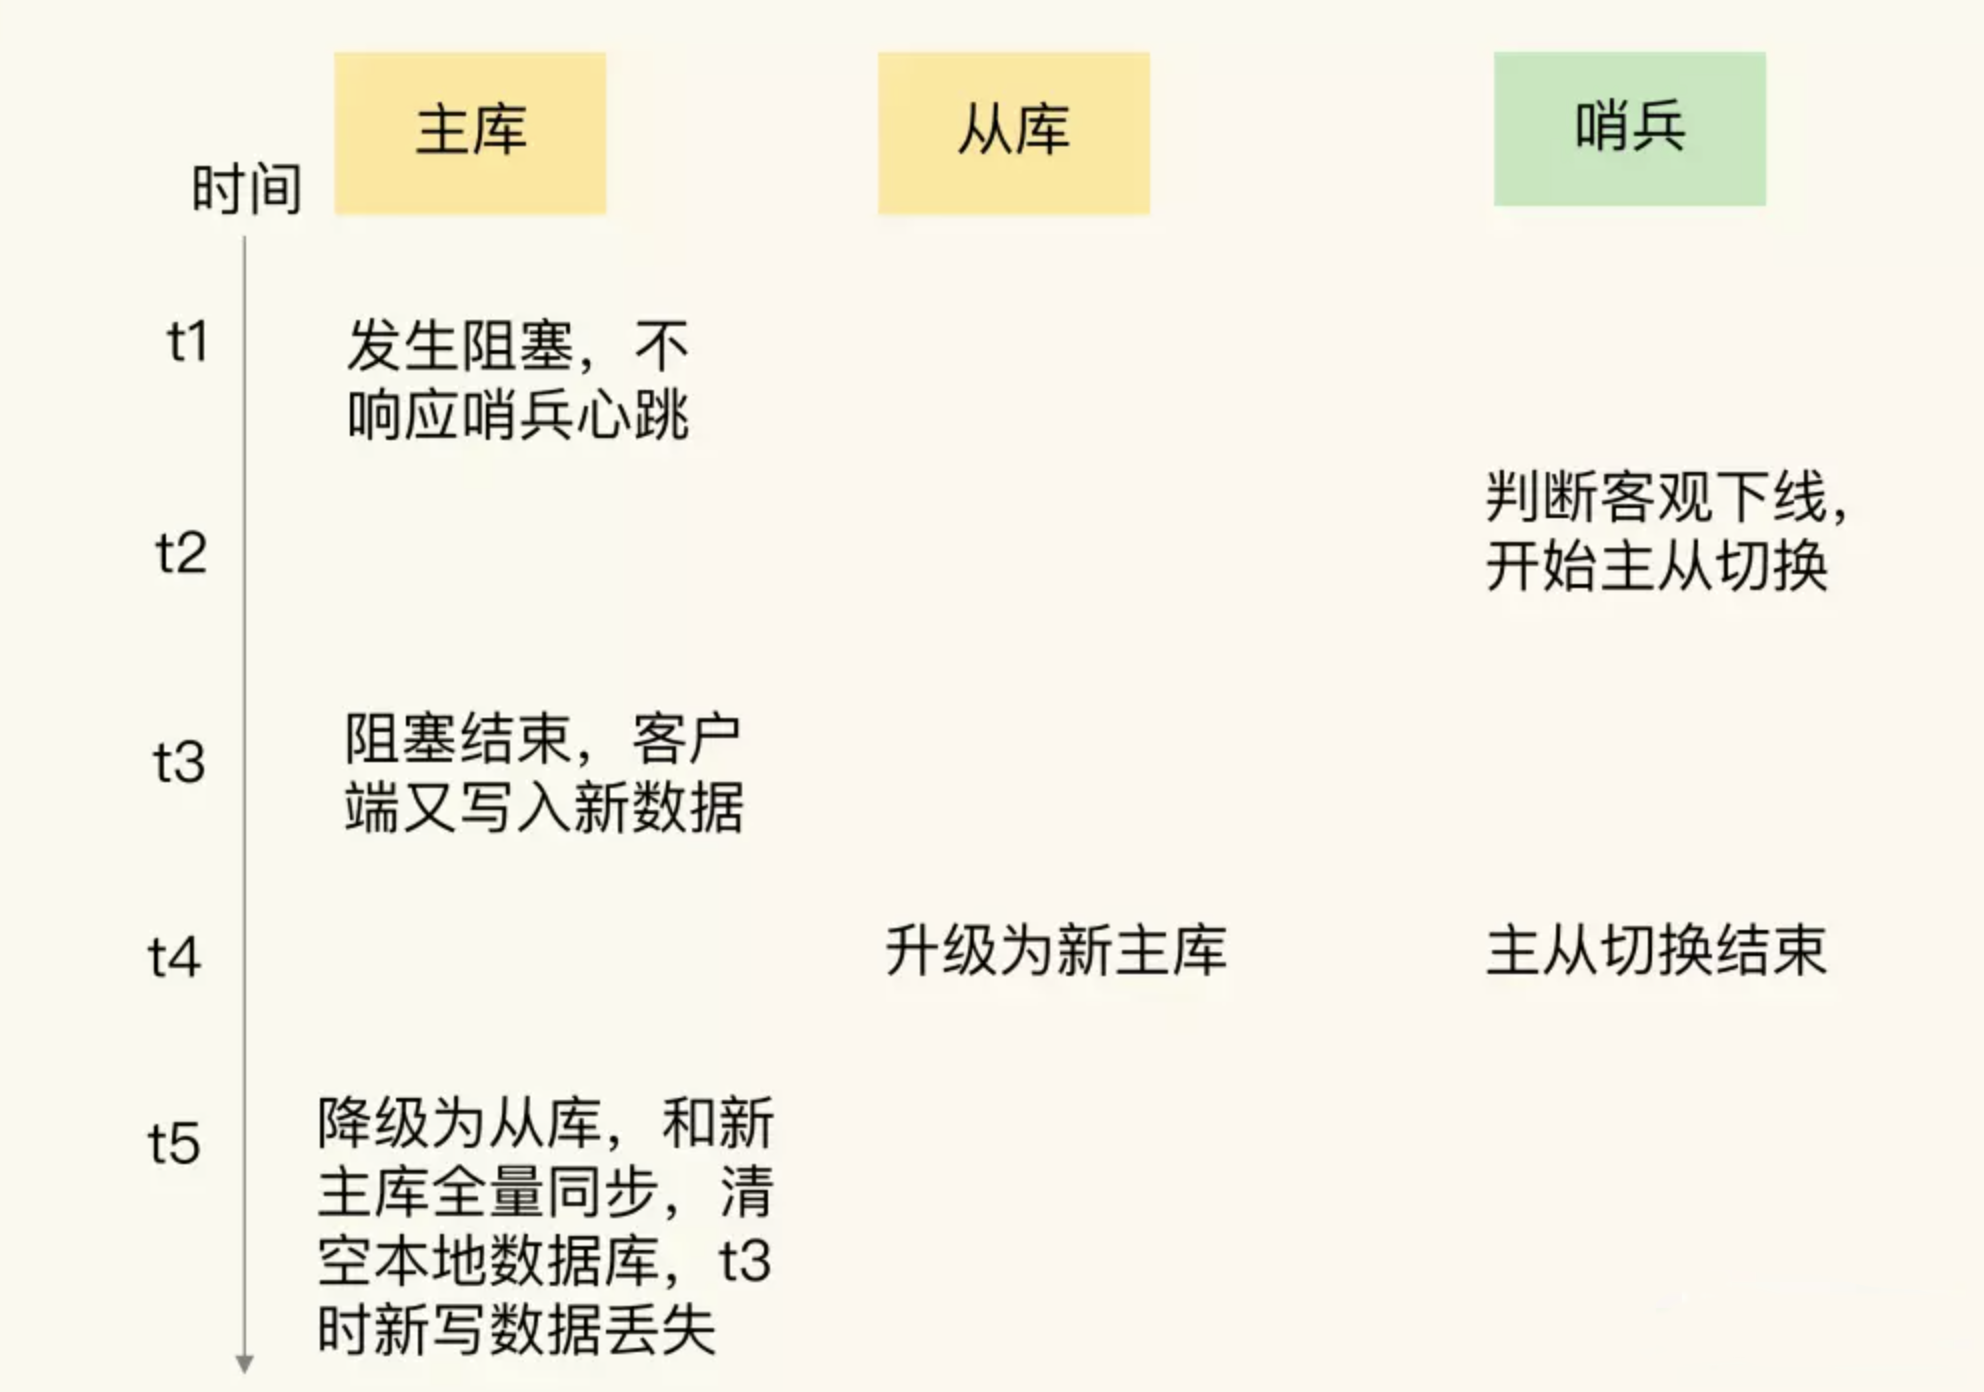 主库
从库
哨兵
时间
t1
发生阻塞，不
响应哨兵心跳
t2
判断客观下线，
开始主从切换
t3
阻塞结束，客户
端又写入新数据
t4
升级为新主库
主从切换结束
t5
降级为从库，和新
主库全量同步，清
空本地数据库，t3
时新写数据丢失